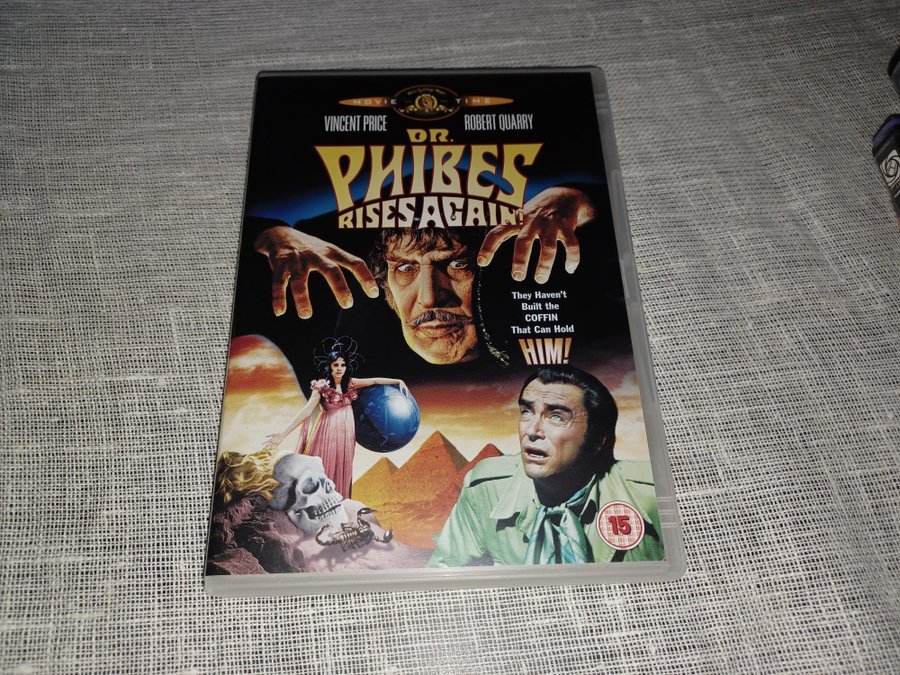 MOVIE TIME
VINCENT PRICE ROBERT QUARRY
DR.
PHIBES
RISES AGAIN!
They Haven't
Built the
COFFIN
That Can Hold
HIM!
15